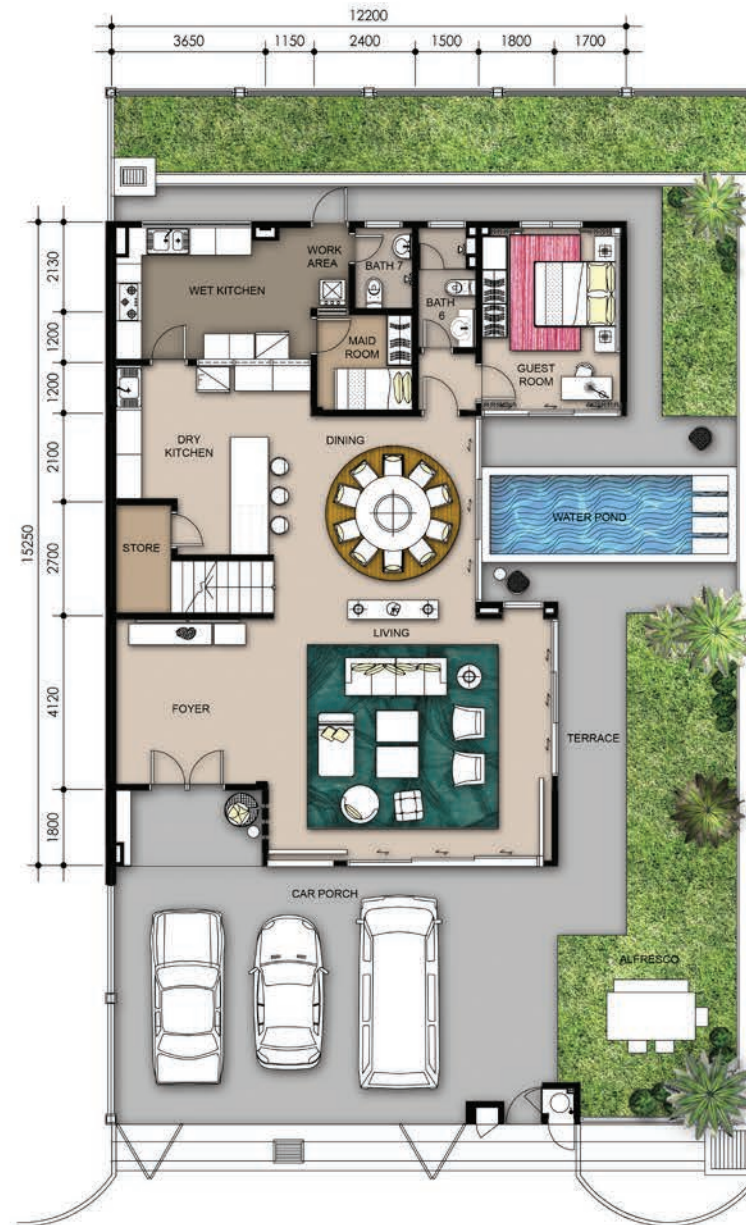 12200
3650 1150 2400 1500 1800 1700
2130
1200
1200
2100
2700
4120
1800
15250
WORK
AREA
BATH 7
WET KITCHEN
BATH
6
MAID
ROOM
GUEST
ROOM
DRY
KITCHEN
DINING
WATER POND
STORE
LIVING
FOYER
TERRACE
CAR PORCH
ALFRESCO